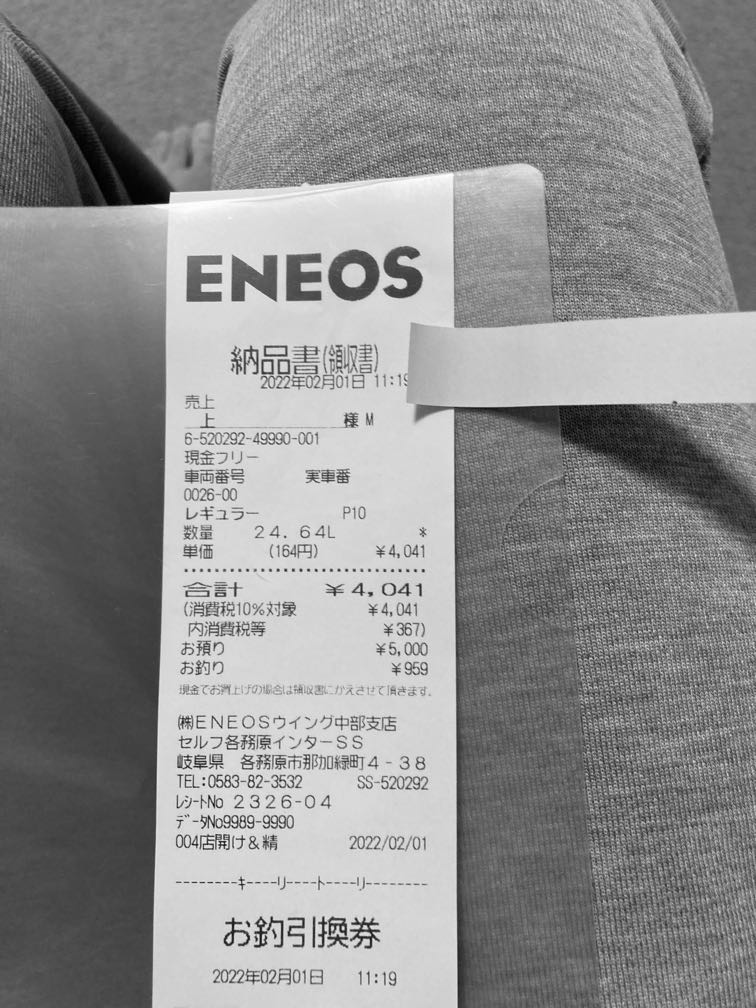 ENEOS
納品書(領収書)
2022年02月01日 11:19
売上
上 様 M
6-520292-49990-001
現金フリー
車両番号 実車番
0026-00
レギュラー P10
数量 24.64L *
単価 (164円) ¥4,041
合計 ¥4,041
(消費税10%対象 ¥4,041
内消費税等 ¥367)
お預り ¥5,000
お釣り ¥959
現金でお買上げの場合は領収書にかえさせて頂きます。
㈱ENEOSウイング中部支店
セルフ各務原インターSS
岐阜県 各務原市那加緑町4-38
TEL:0583-82-3532 SS-520292
レシートNo 2326-04
データNo9989-9990
004店開け&精 2022/02/01
--------キ----リ----ト----リ--------
お釣引換券
2022年02月01日 11:19